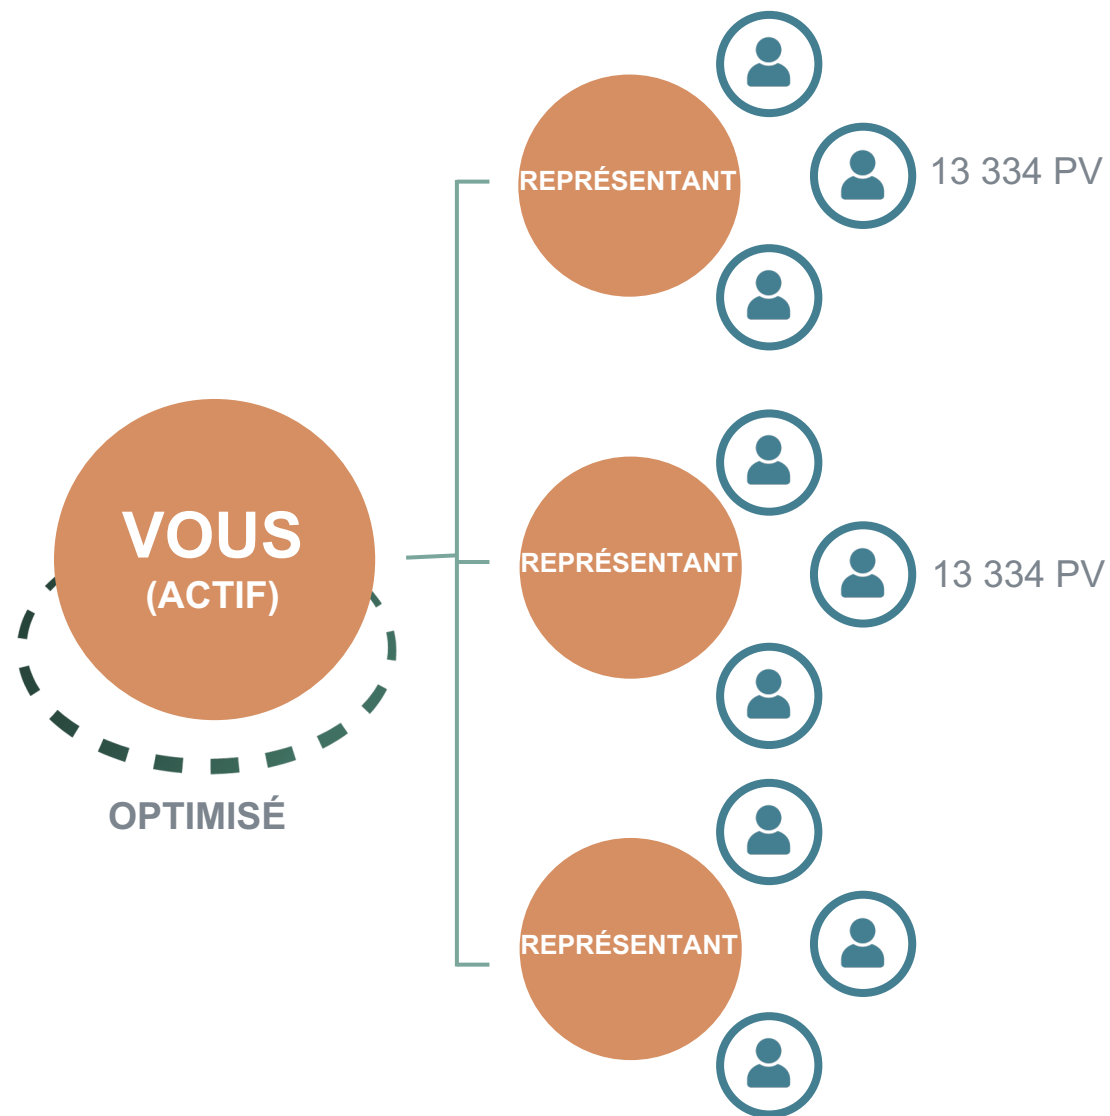 REPRÉSENTANT
13 334 PV
VOUS
(ACTIF)
REPRÉSENTANT
13 334 PV
OPTIMISÉ
REPRÉSENTANT